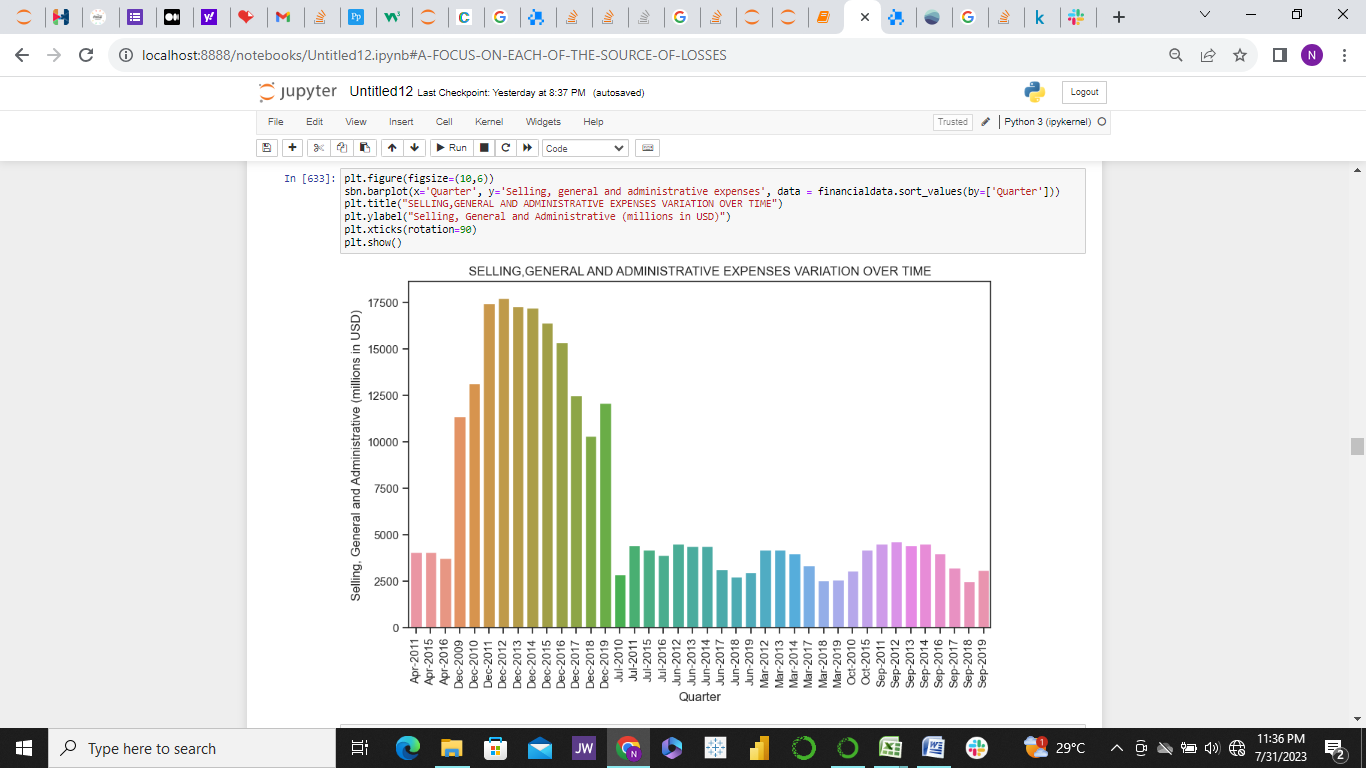 localhost:8888/notebooks/Untitled12.ipynb#A-FOCUS-ON-EACH-OF-THE-SOURCE-OF-LOSSES
N
jupyter Untitled12 Last Checkpoint: Yesterday at 8:37 PM (autosaved)
Logout
File Edit View Insert Cell Kernel Widgets Help
Trusted Python 3 (ipykernel)
Run Code
In [633]:
plt.figure(figsize=(10,6))
sbn.barplot(x='Quarter', y='Selling, general and administrative expenses', data = financialdata.sort_values(by=['Quarter']))
plt.title("SELLING,GENERAL AND ADMINISTRATIVE EXPENSES VARIATION OVER TIME")
plt.ylabel("Selling, General and Administrative (millions in USD)")
plt.xticks(rotation=90)
plt.show()
SELLING,GENERAL AND ADMINISTRATIVE EXPENSES VARIATION OVER TIME
Selling, General and Administrative (millions in USD)
17500
15000
12500
10000
7500
5000
2500
0
Apr-2011
Apr-2015
Apr-2016
Dec-2009
Dec-2010
Dec-2011
Dec-2012
Dec-2013
Dec-2014
Dec-2015
Dec-2016
Dec-2017
Dec-2018
Dec-2019
Jul-2010
Jul-2011
Jul-2015
Jul-2016
Jun-2012
Jun-2013
Jun-2014
Jun-2017
Jun-2018
Jun-2019
Mar-2012
Mar-2013
Mar-2014
Mar-2017
Mar-2018
Mar-2019
Oct-2010
Oct-2015
Sep-2011
Sep-2012
Sep-2013
Sep-2014
Sep-2016
Sep-2017
Sep-2018
Sep-2019
Quarter
Type here to search
JW
N
1
29°C
11:36 PM
7/31/2023
2